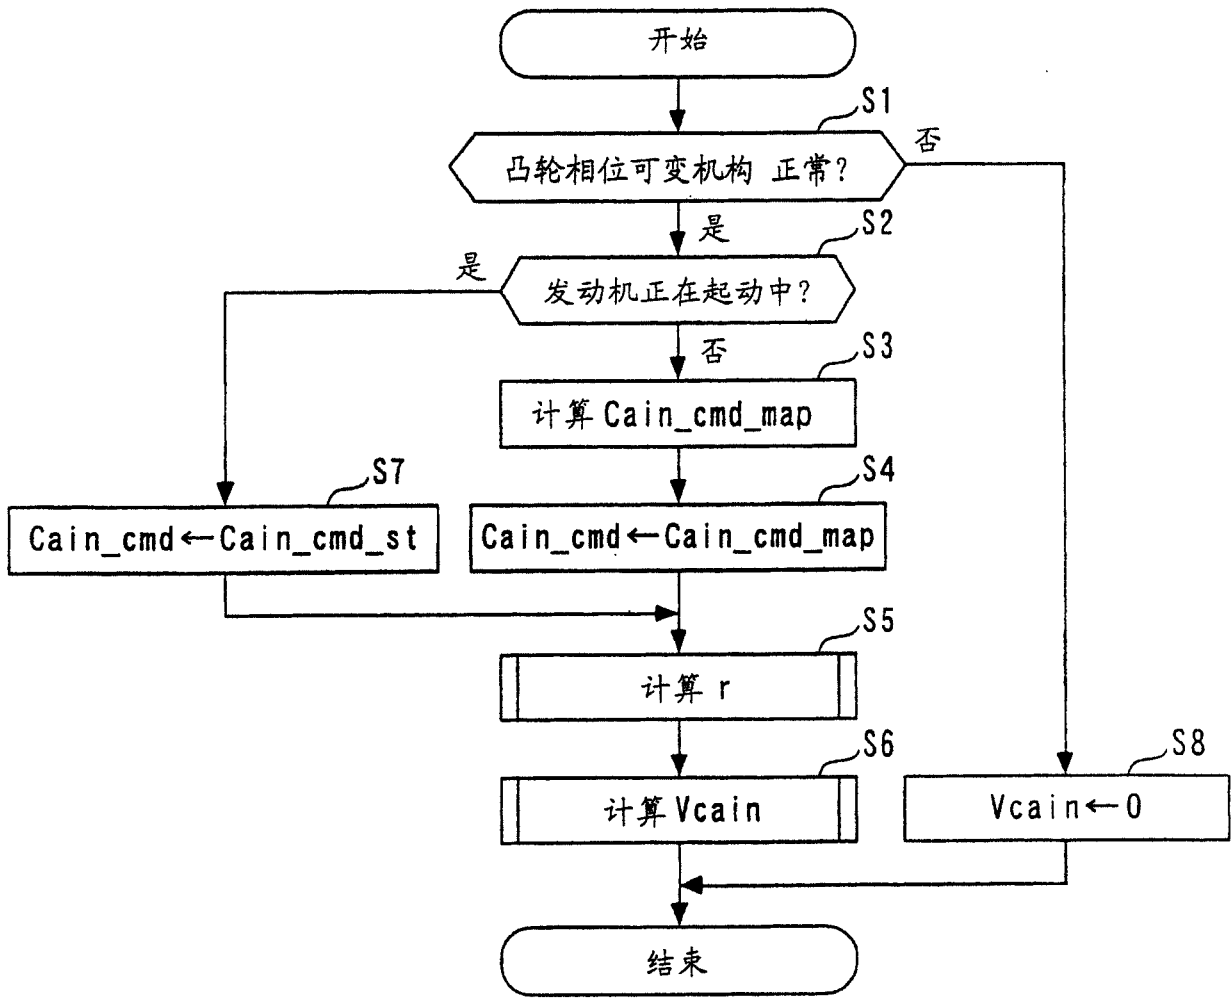 开始
S1
否
凸轮相位可变机构 正常?
是
S2
是
发动机正在起动中?
否
S3
计算 Cain_cmd_map
S7
S4
Cain_cmd←Cain_cmd_st
Cain_cmd←Cain_cmd_map
S5
计算 r
S6
S8
计算 Vcain
Vcain←0
结束